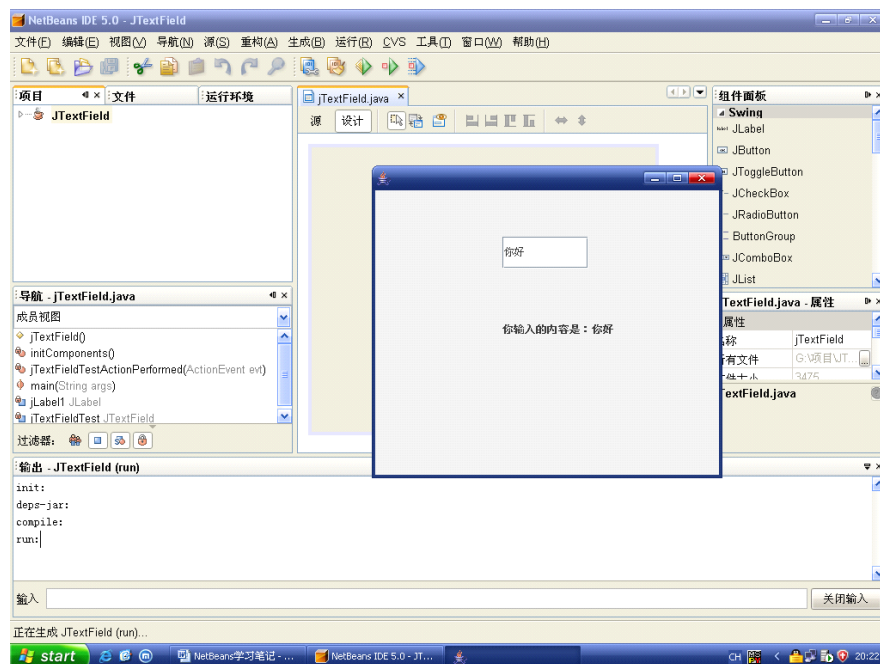 NetBeans IDE 5.0 - JTextField
文件(F) 编辑(E) 视图(V) 导航(N) 源(S) 重构(A) 生成(B) 运行(R) CVS 工具(T) 窗口(W) 帮助(H)
项目 文件 运行环境
JTextField
jTextField.java
源 设计
组件面板
Swing
JLabel
JButton
JToggleButton
JCheckBox
JRadioButton
ButtonGroup
JComboBox
JList
你好
你输入的内容是：你好
导航 - jTextField.java
成员视图
jTextField()
initComponents()
jTextFieldTestActionPerformed(ActionEvent evt)
main(String args)
jLabel1 JLabel
jTextFieldTest JTextField
过滤器:
TextField.java - 属性
属性
称 jTextField
所有文件 G:\项目\JT...
文件大小 3475
TextField.java
输出 - JTextField (run)
init:
deps-jar:
compile:
run:
输入 关闭输入
正在生成 JTextField (run)...
start NetBeans学习笔记 - ... NetBeans IDE 5.0 - JT... CH 20:22